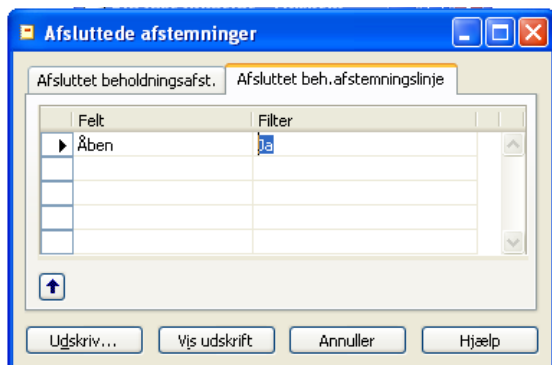 Afsluttede afstemninger
Afsluttet beholdningsafst. Afsluttet beh.afstemningslinje
Felt Filter
Åben Ja
Udskriv... Vis udskrift Annuller Hjælp